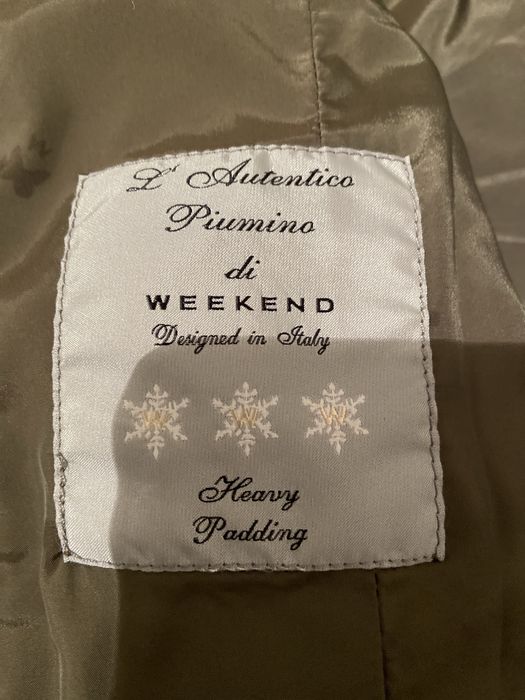 L' Autentico
Piumino
di
WEEKEND
Designed in Italy
W W W
Heavy
Padding